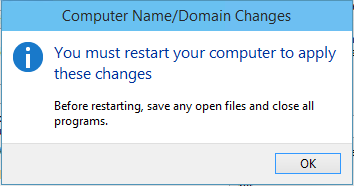 Computer Name/Domain Changes
You must restart your computer to apply
these changes
Before restarting, save any open files and close all
programs.
OK